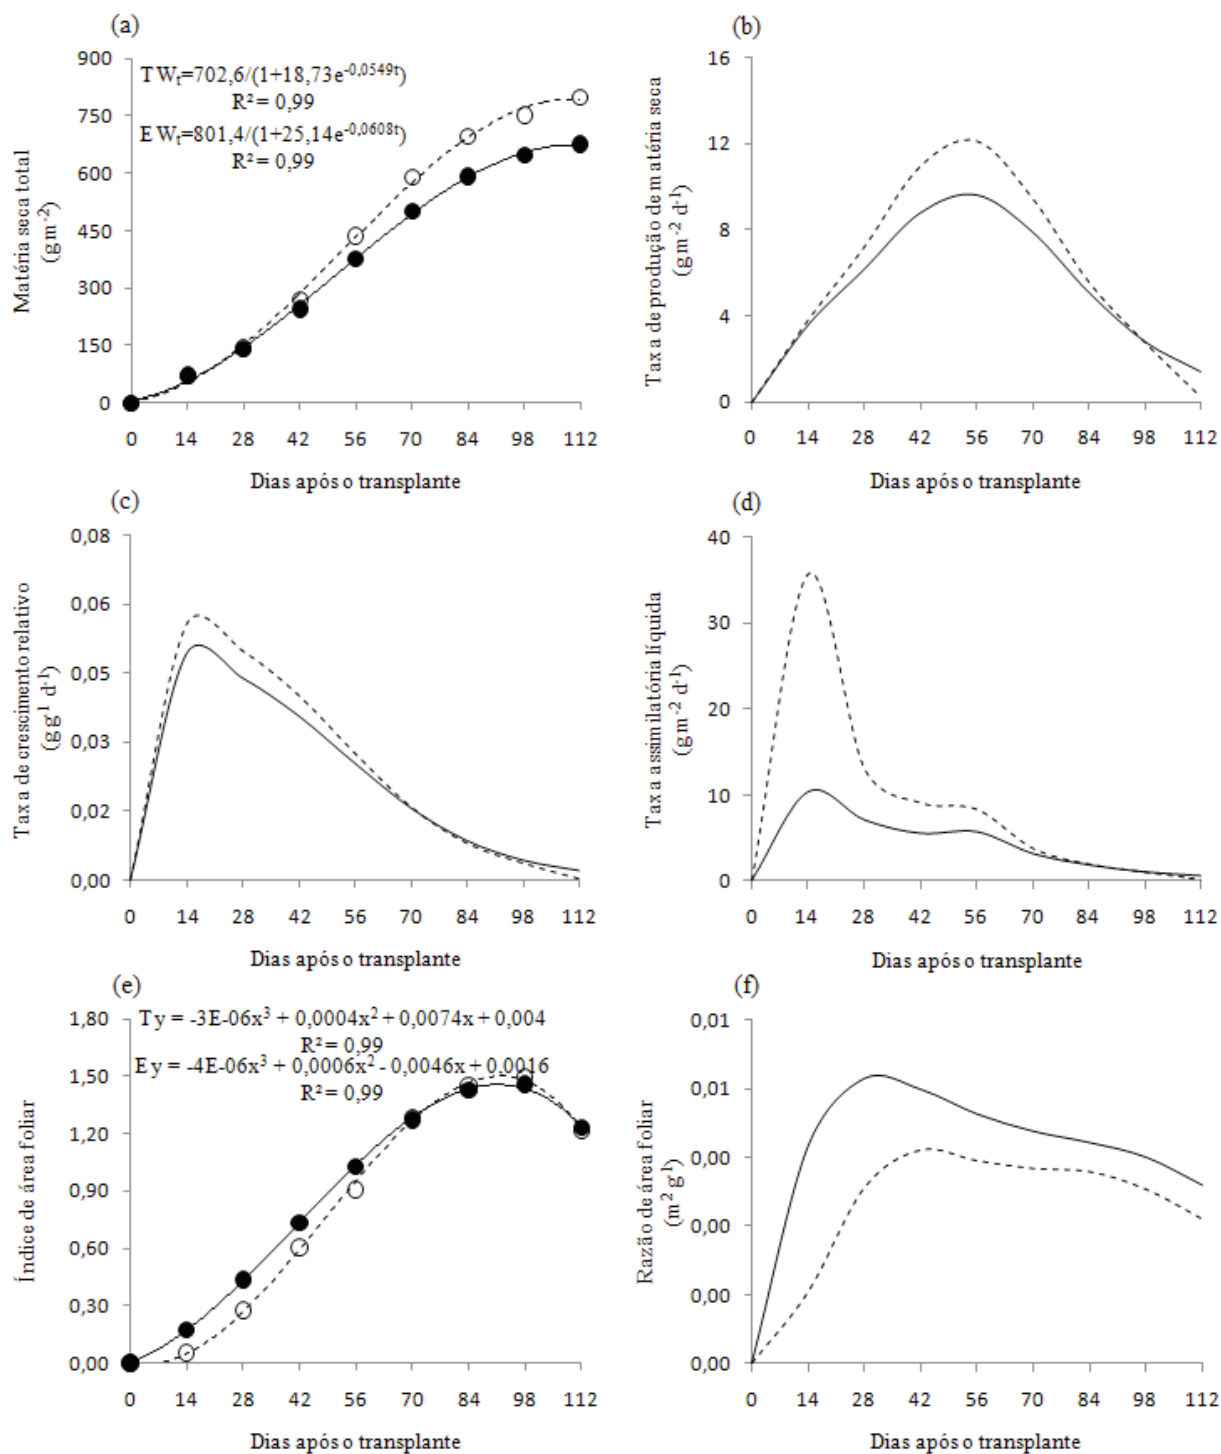 (a)
Matéria seca total
(g m⁻²)
900
750
600
450
300
150
0
TWₜ=702,6/(1+18,73e⁻⁰,⁰⁵⁴⁹ᵗ)
R² = 0,99
EWₜ=801,4/(1+25,14e⁻⁰,⁰⁶⁰⁸ᵗ)
R² = 0,99
0 14 28 42 56 70 84 98 112
Dias após o transplante
(b)
Taxa de produção de matéria seca
(g m⁻² d⁻¹)
16
12
8
4
0
0 14 28 42 56 70 84 98 112
Dias após o transplante
(c)
Taxa de crescimento relativo
(g g¹ d⁻¹)
0,08
0,06
0,05
0,03
0,02
0,00
0 14 28 42 56 70 84 98 112
Dias após o transplante
(d)
Taxa assimilatória líquida
(g m⁻² d⁻¹)
40
30
20
10
0
0 14 28 42 56 70 84 98 112
Dias após o transplante
(e)
Índice de área foliar
1,80
1,50
1,20
0,90
0,60
0,30
0,00
Ty = -3E-06x³ + 0,0004x² + 0,0074x + 0,004
R² = 0,99
Ey = -4E-06x³ + 0,0006x² - 0,0046x + 0,0016
R² = 0,99
0 14 28 42 56 70 84 98 112
Dias após o transplante
(f)
Razão de área foliar
(m² g¹)
0,01
0,01
0,00
0,00
0,00
0,00
0 14 28 42 56 70 84 98 112
Dias após o transplante